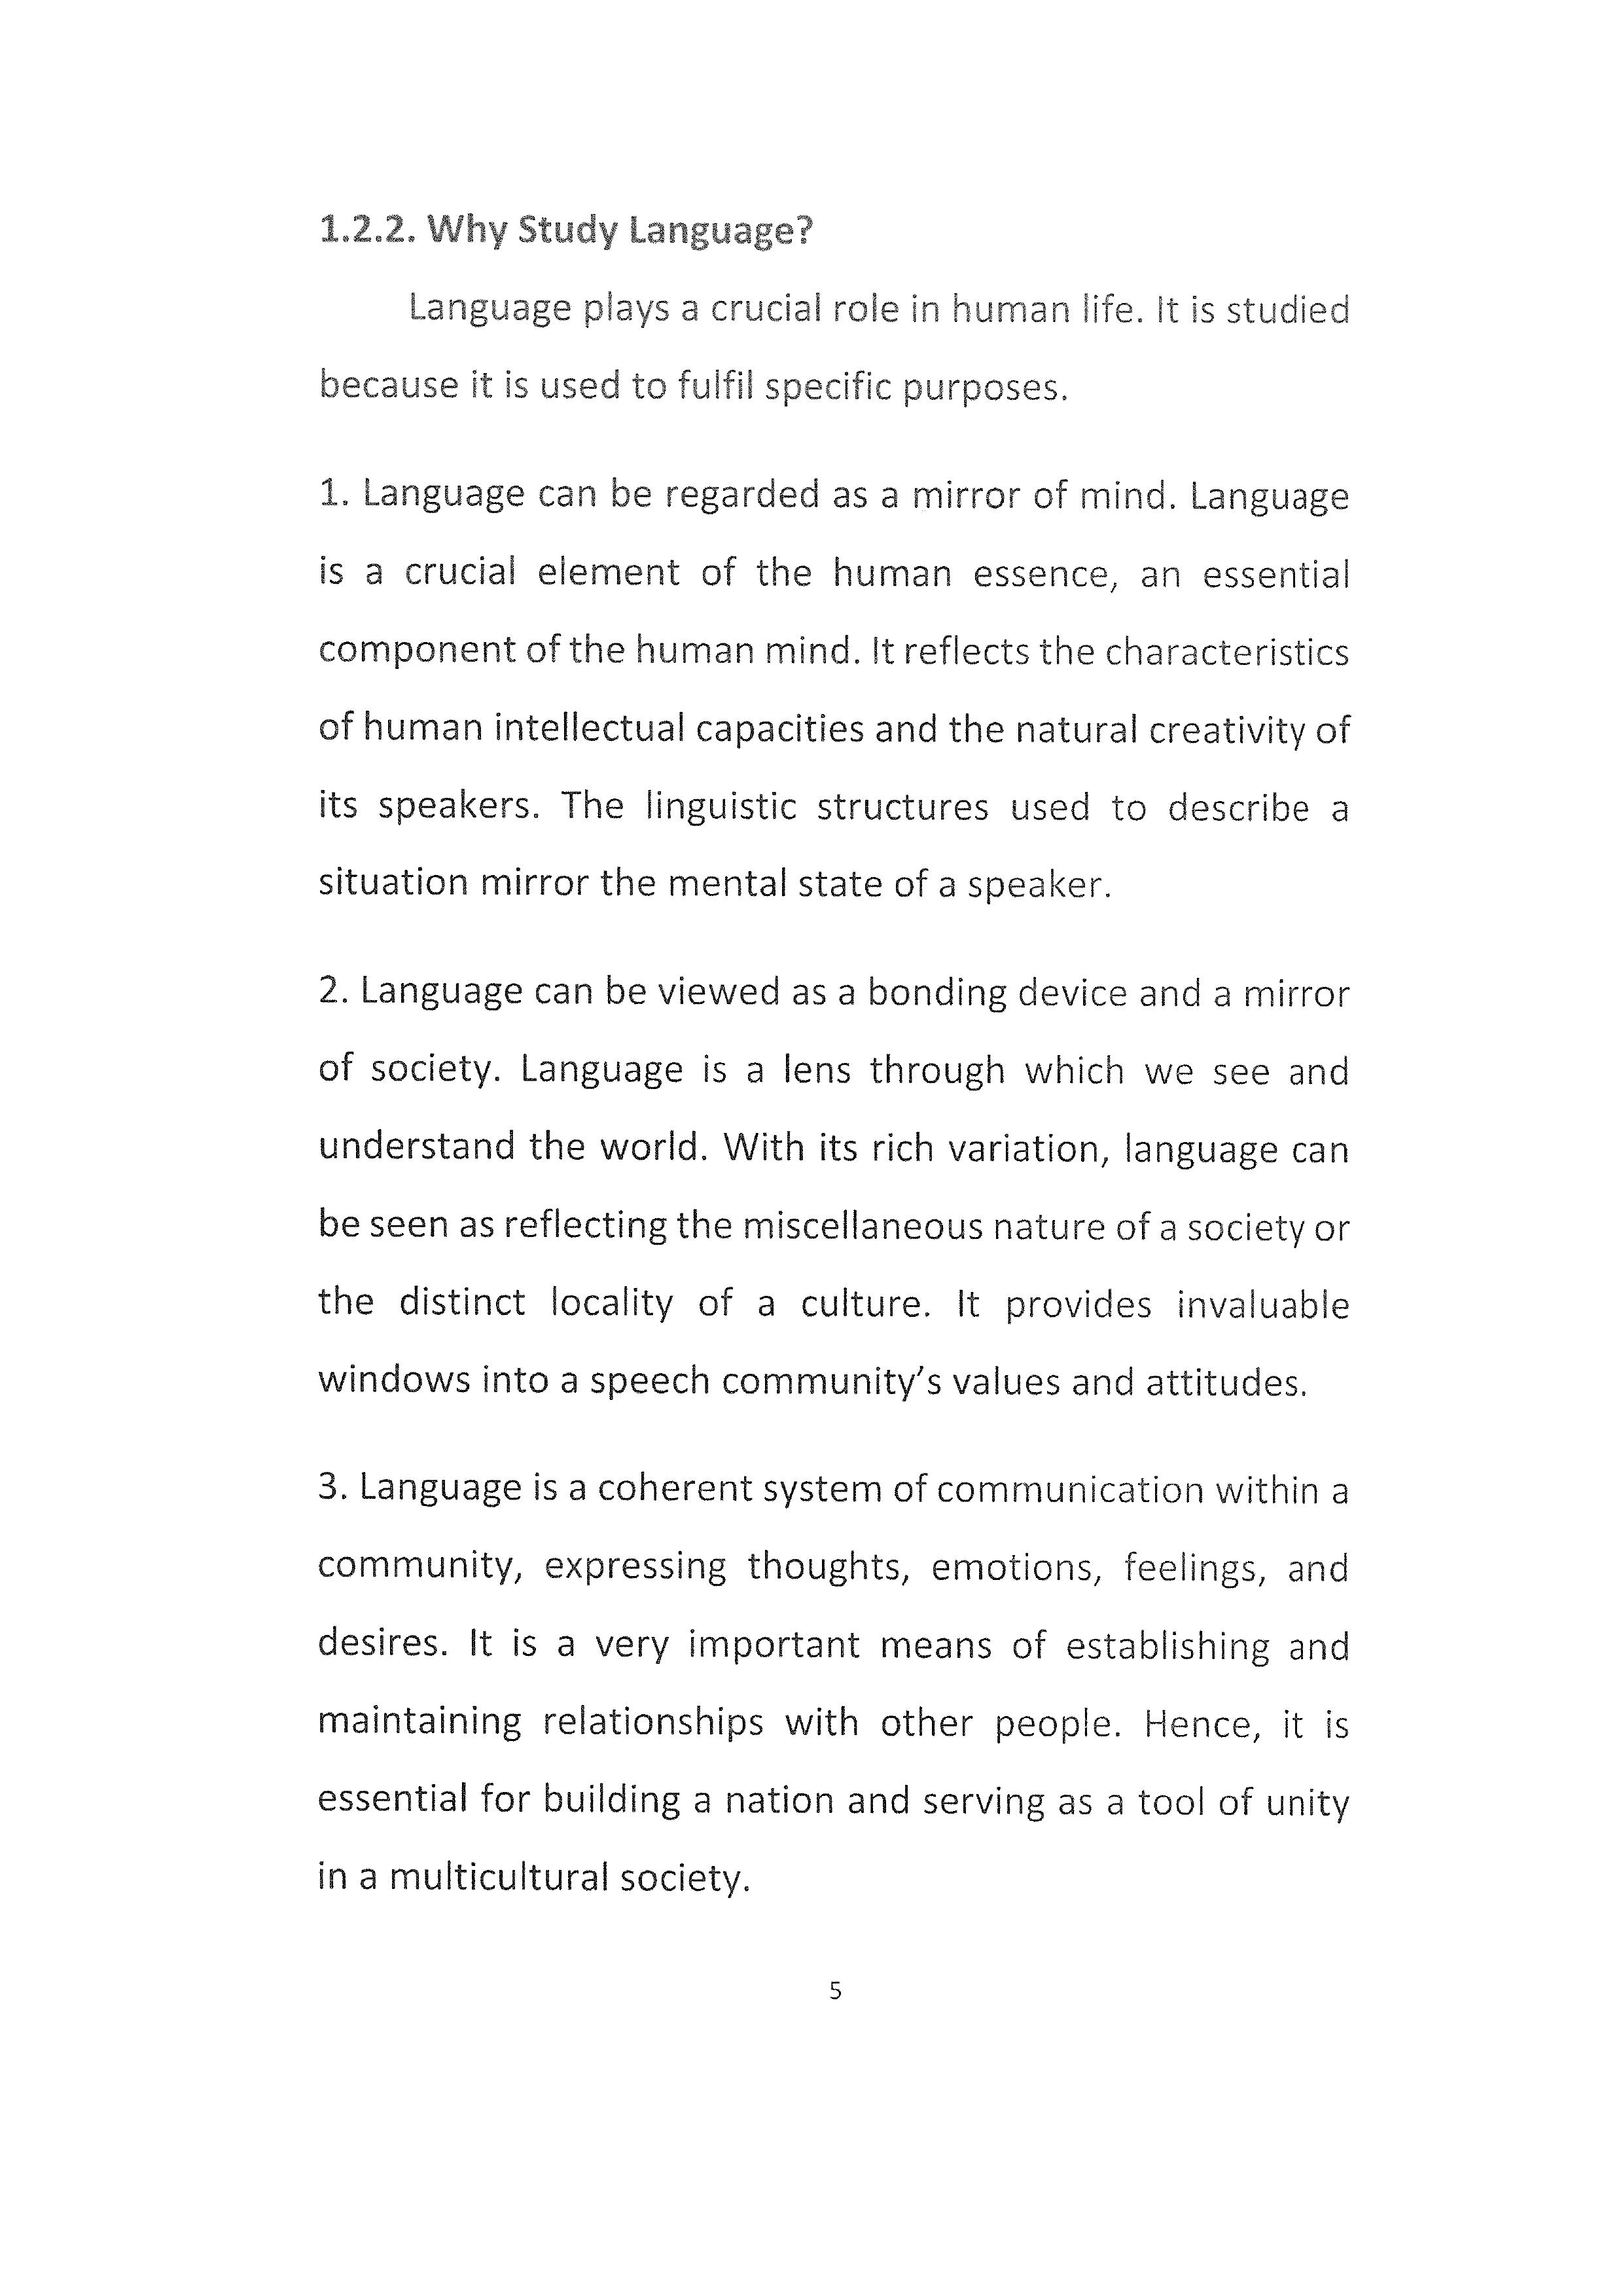 1.2.2. Why Study Language?
Language plays a crucial role in human life. It is studied
because it is used to fulfil specific purposes.
1. Language can be regarded as a mirror of mind. Language
is a crucial element of the human essence, an essential
component of the human mind. It reflects the characteristics
of human intellectual capacities and the natural creativity of
its speakers. The linguistic structures used to describe a
situation mirror the mental state of a speaker.
2. Language can be viewed as a bonding device and a mirror
of society. Language is a lens through which we see and
understand the world. With its rich variation, language can
be seen as reflecting the miscellaneous nature of a society or
the distinct locality of a culture. It provides invaluable
windows into a speech community's values and attitudes.
3. Language is a coherent system of communication within a
community, expressing thoughts, emotions, feelings, and
desires. It is a very important means of establishing and
maintaining relationships with other people. Hence, it is
essential for building a nation and serving as a tool of unity
in a multicultural society.
5